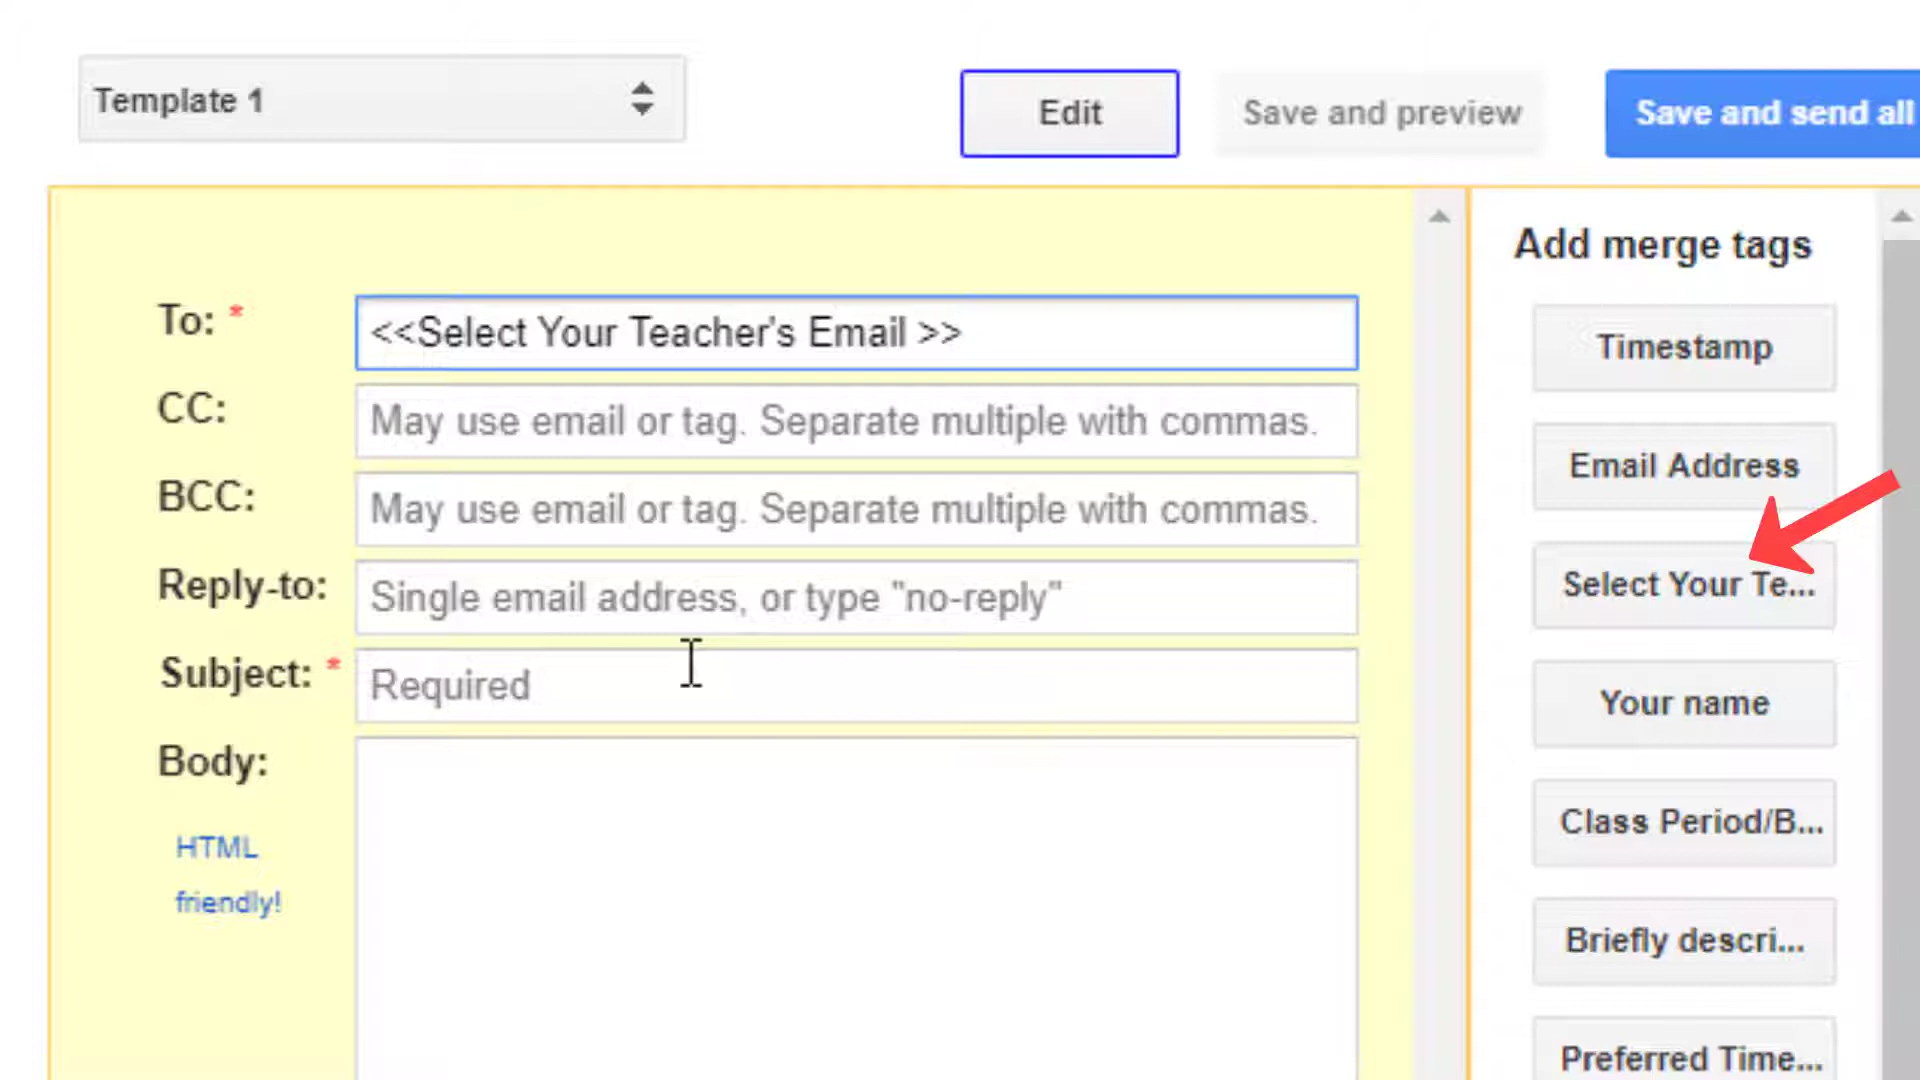 Template 1
Edit
Save and preview
Save and send all
Add merge tags
To: *
<<Select Your Teacher's Email >>
CC:
May use email or tag. Separate multiple with commas.
BCC:
May use email or tag. Separate multiple with commas.
Reply-to:
Single email address, or type "no-reply"
Subject: *
Required
Body:
HTML
friendly!
Timestamp
Email Address
Select Your Te...
Your name
Class Period/B...
Briefly descri...
Preferred Time...